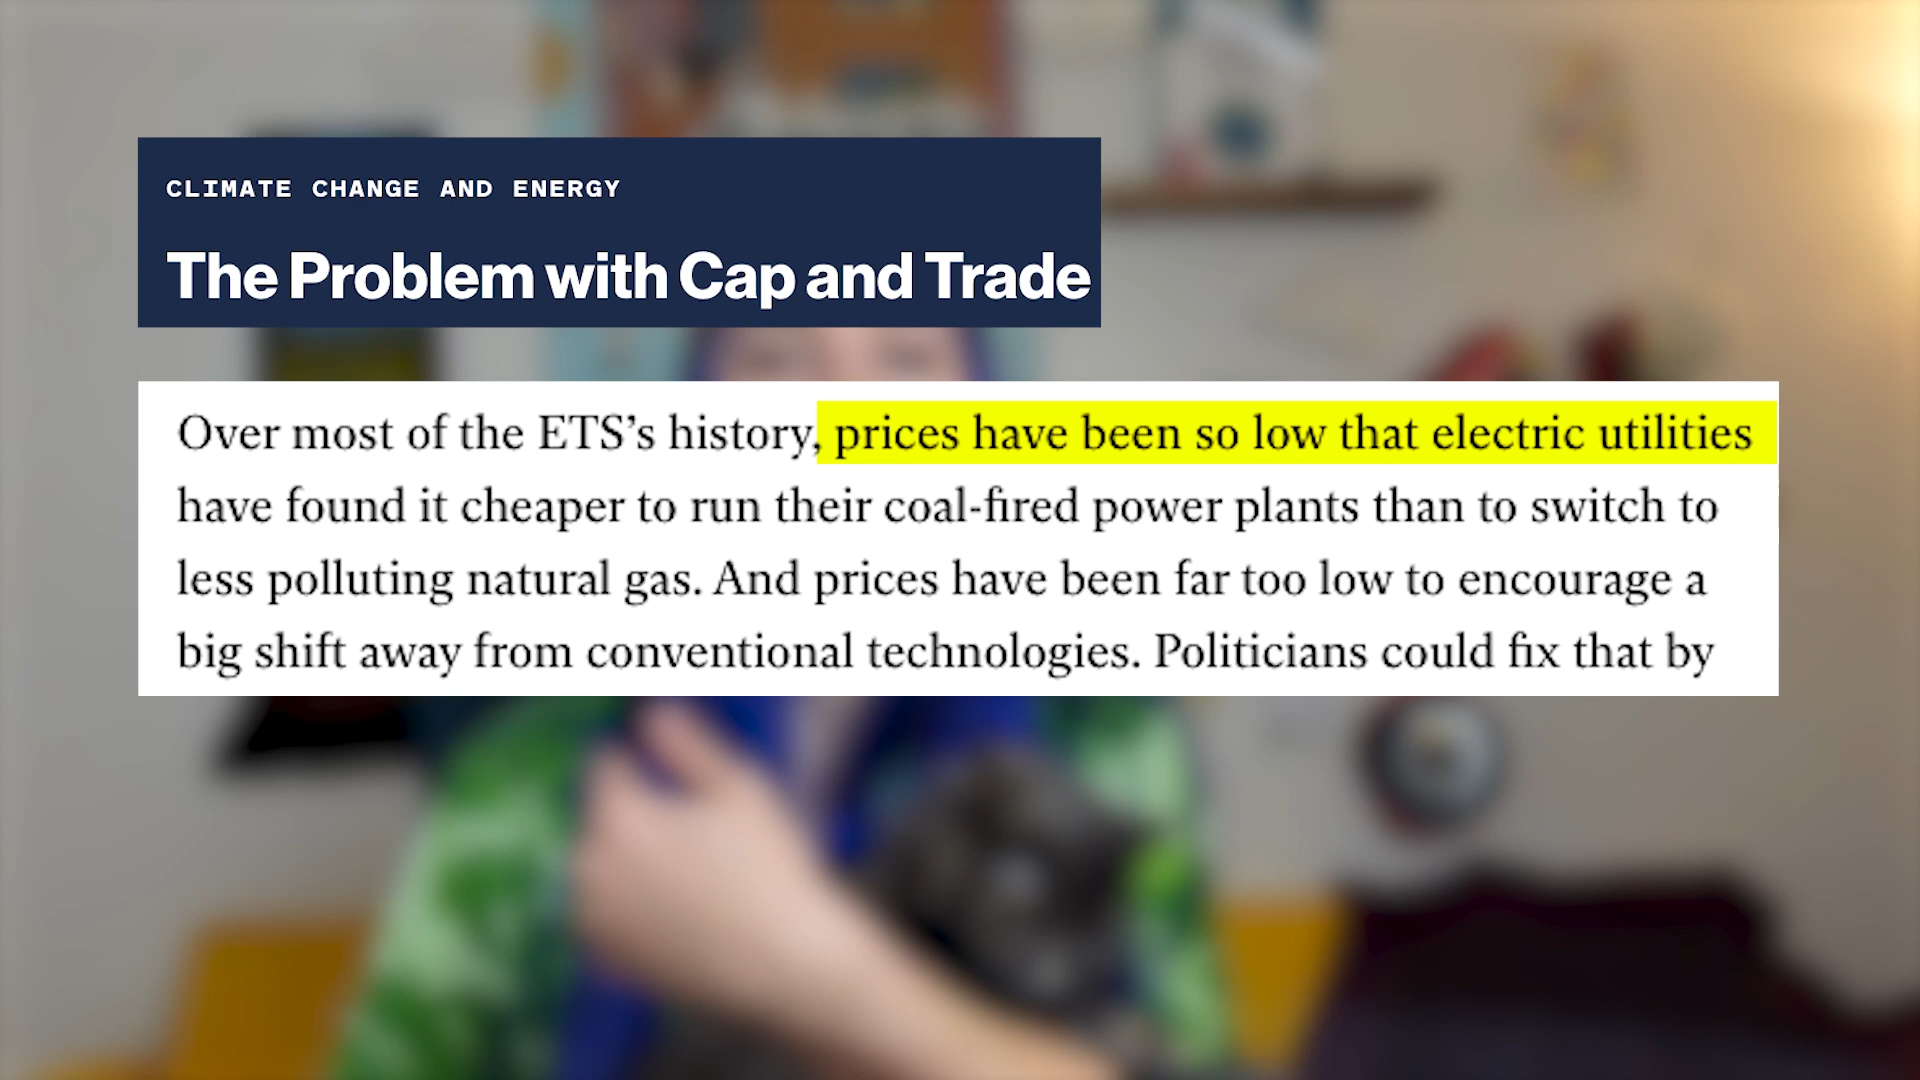 CLIMATE CHANGE AND ENERGY
The Problem with Cap and Trade
Over most of the ETS’s history, prices have been so low that electric utilities
have found it cheaper to run their coal-fired power plants than to switch to
less polluting natural gas. And prices have been far too low to encourage a
big shift away from conventional technologies. Politicians could fix that by